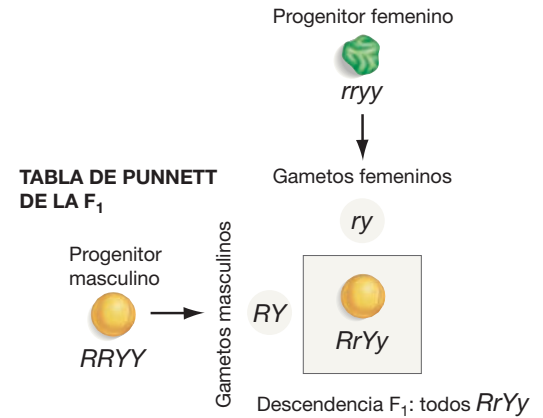 Progenitor femenino
rryy
TABLA DE PUNNETT
DE LA F₁
Gametos femeninos
ry
Progenitor
masculino
RRYY
Gametos masculinos
RY
RrYy
Descendencia F₁: todos RrYy